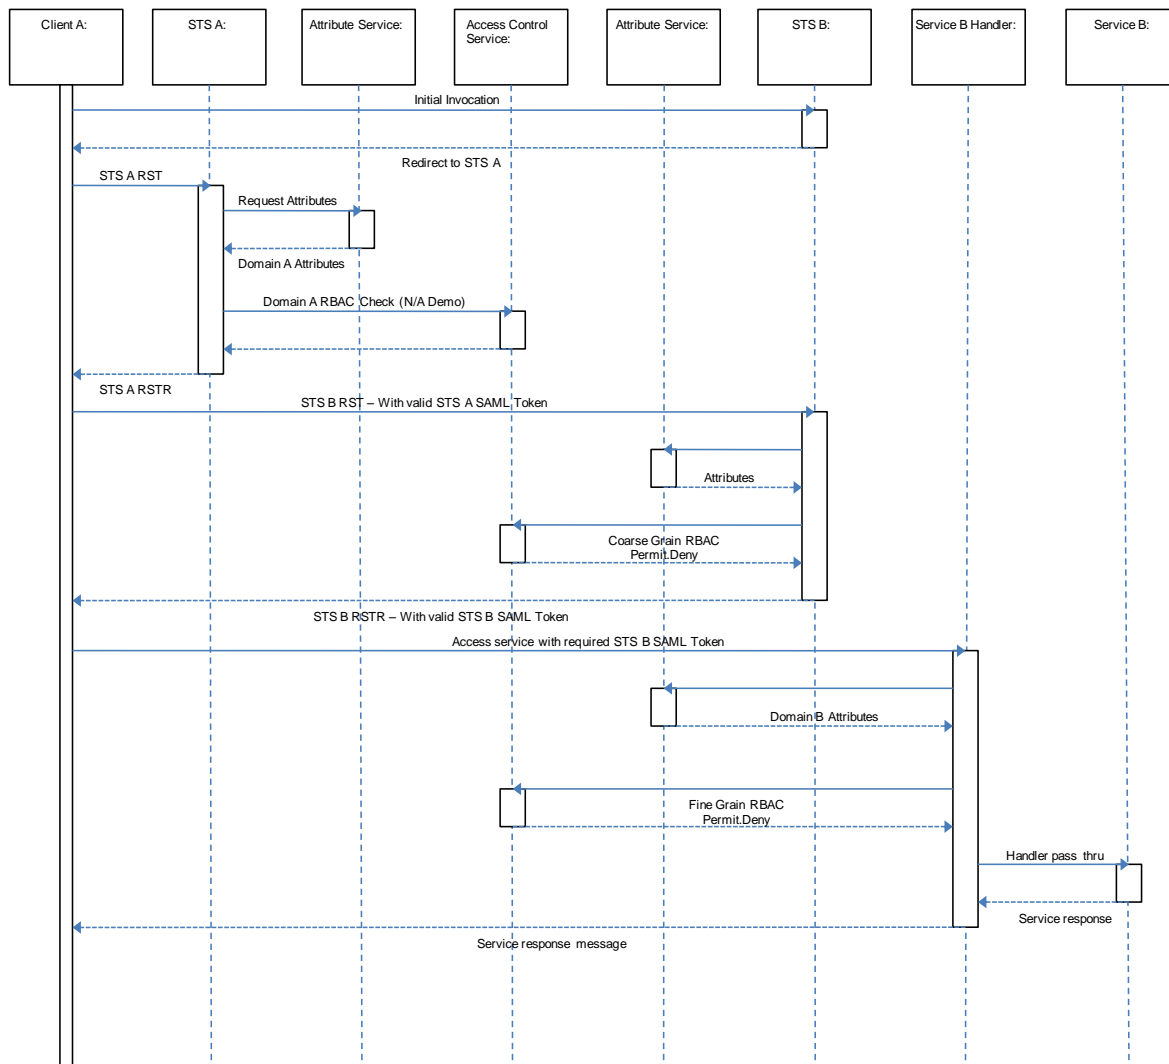 Client A:
STS A:
Attribute Service:
Access Control
Service:
Attribute Service:
STS B:
Service B Handler:
Service B:
Initial Invocation
Redirect to STS A
STS A RST
Request Attributes
Domain A Attributes
Domain A RBAC Check (N/A Demo)
STS A RSTR
STS B RST – With valid STS A SAML Token
Attributes
Coarse Grain RBAC
Permit.Deny
STS B RSTR – With valid STS B SAML Token
Access service with required STS B SAML Token
Domain B Attributes
Fine Grain RBAC
Permit.Deny
Handler pass thru
Service response
Service response message